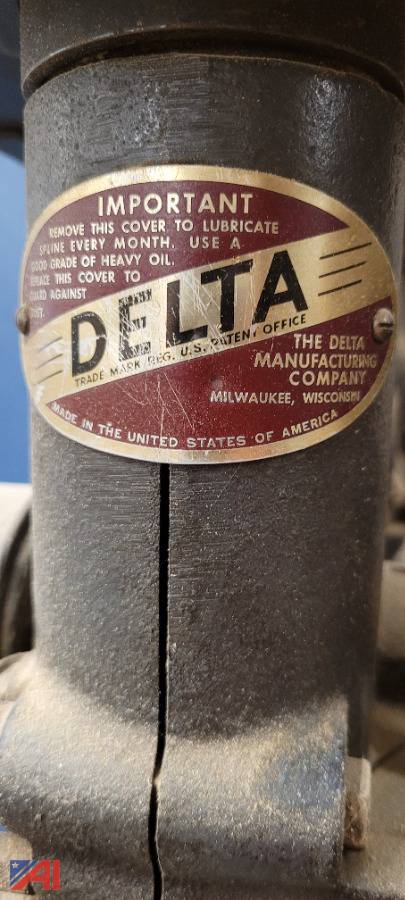 IMPORTANT
REMOVE THIS COVER TO LUBRICATE
SPLINE EVERY MONTH. USE A
GOOD GRADE OF HEAVY OIL.
REPLACE THIS COVER TO
GUARD AGAINST
DUST.
DELTA
TRADE MARK REG. U.S. PATENT OFFICE
THE DELTA
MANUFACTURING
COMPANY
MILWAUKEE, WISCONSIN
MADE IN THE UNITED STATES OF AMERICA
AI